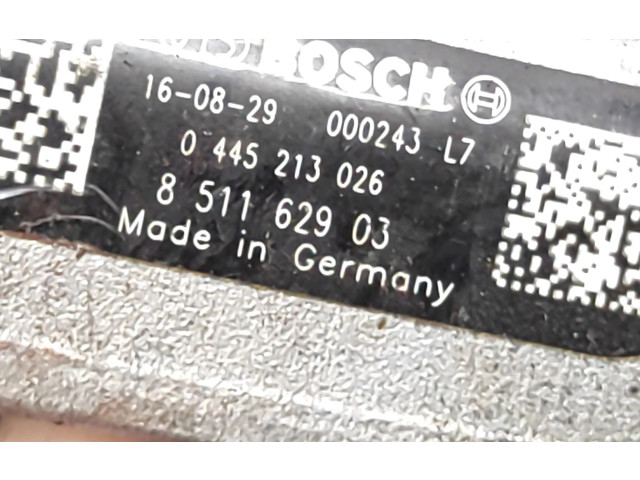 BOSCH
16-08-29 000243 L7
0 445 213 026
8 511 629 03
Made in Germany